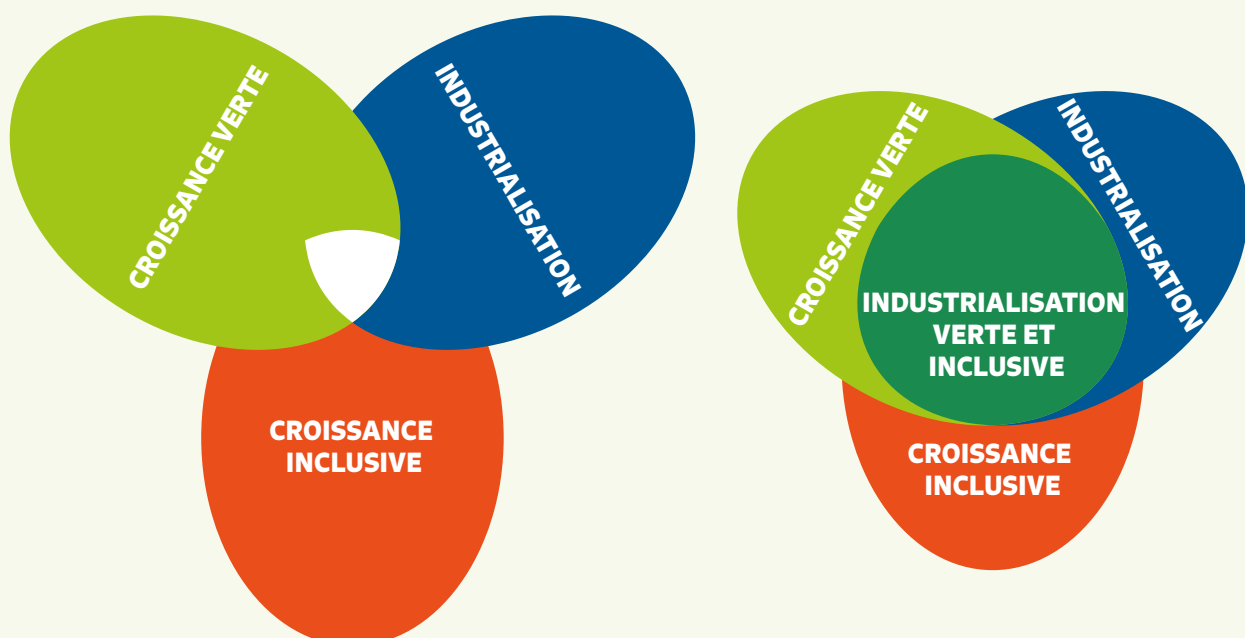 CROISSANCE VERTE
INDUSTRIALISATION
CROISSANCE
INCLUSIVE
CROISSANCE VERTE
INDUSTRIALISATION
INDUSTRIALISATION
VERTE ET
INCLUSIVE
CROISSANCE
INCLUSIVE